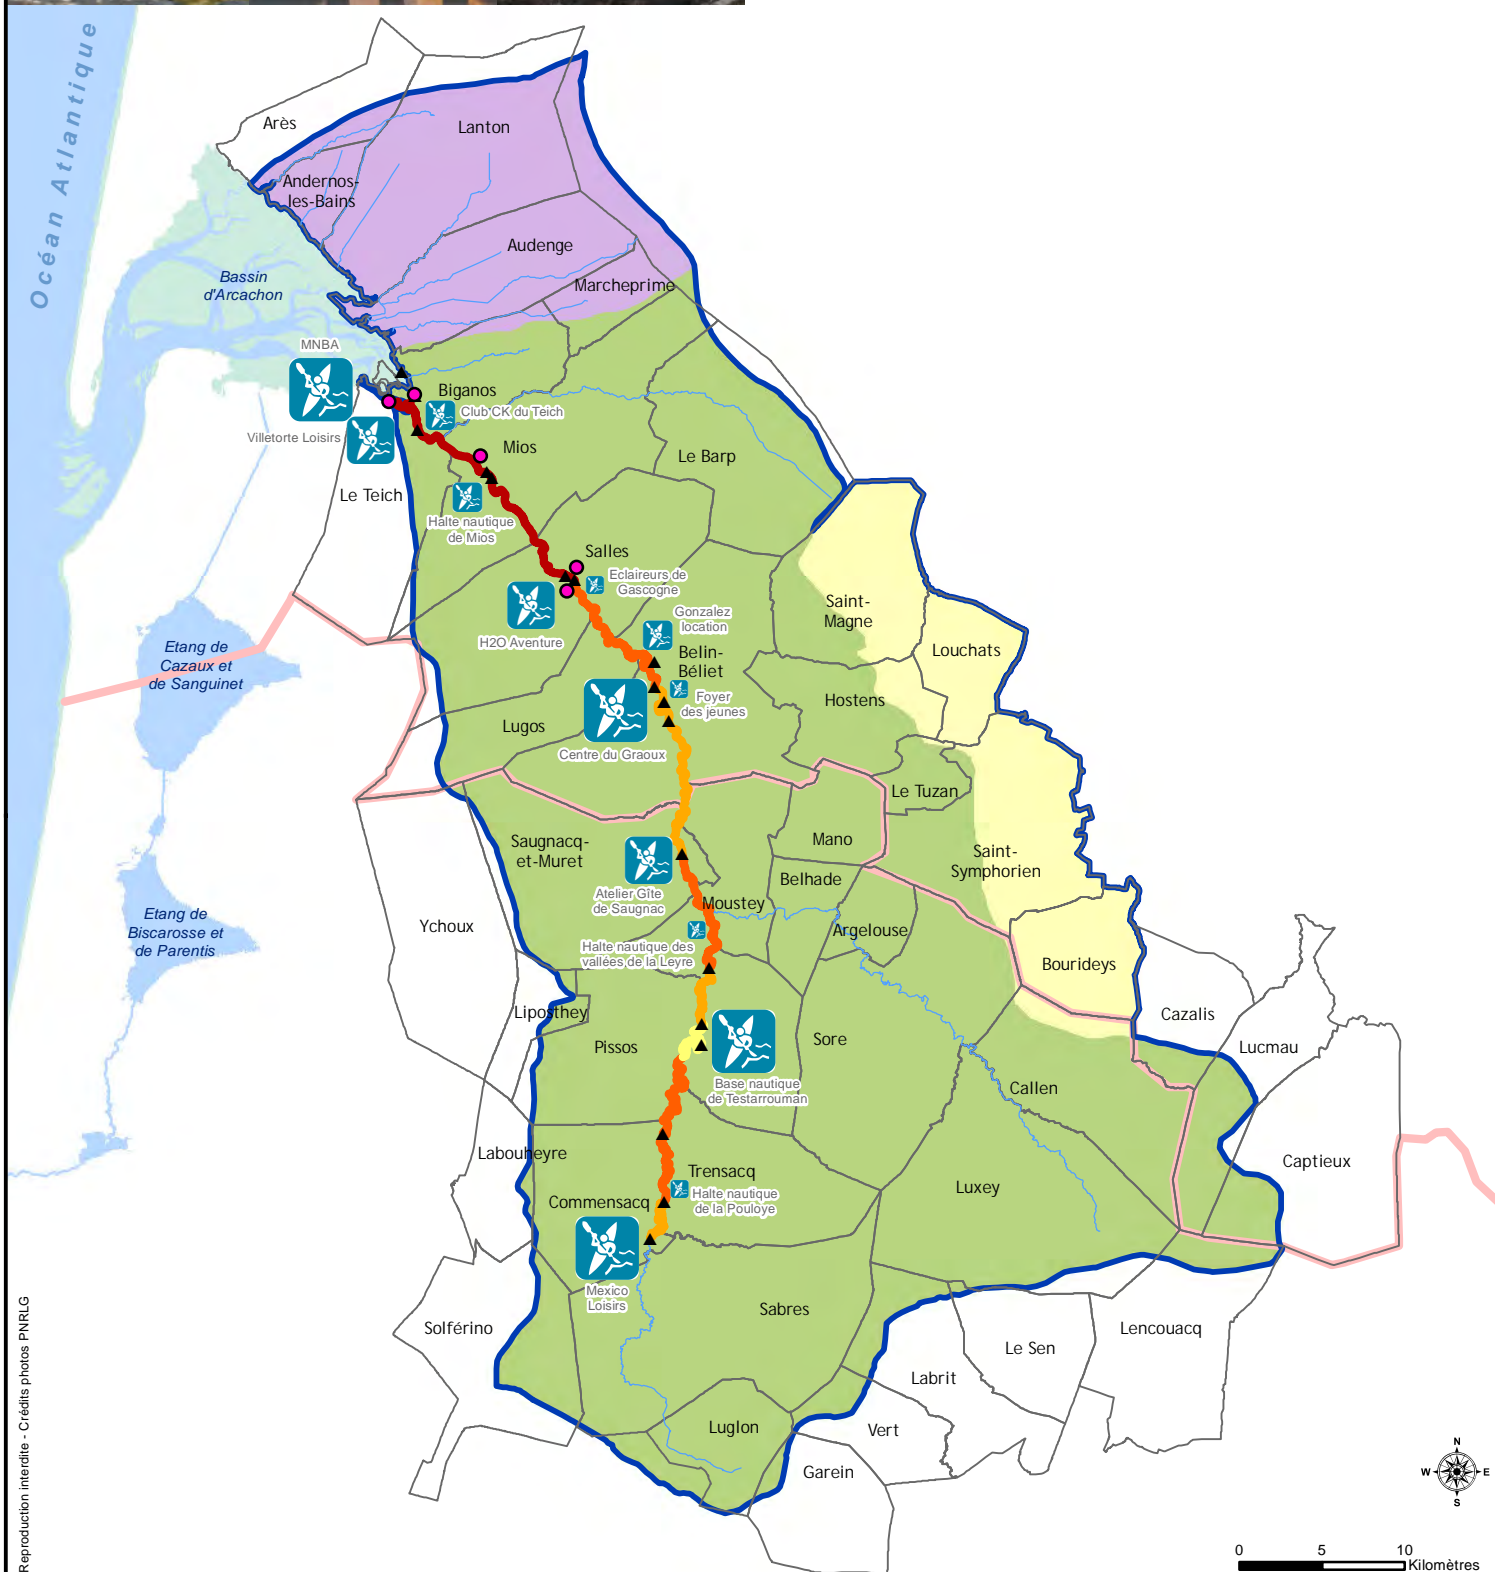 Océan Atlantique
Arès
Lanton
Andernos-
les-Bains
Audenge
Bassin
d'Arcachon
Marcheprime
MNBA
Biganos
Club CK du Teich
Villetorte Loisirs
Mios
Le Barp
Le Teich
Halte nautique
de Mios
Salles
Eclaireurs de
Gascogne
Saint-
Magne
Gonzalez
location
H2O Aventure
Etang de
Cazaux et
de Sanguinet
Belin-
Béliet
Louchats
Foyer
des jeunes
Hostens
Lugos
Centre du Graoux
Le Tuzan
Saugnacq-
et-Muret
Mano
Saint-
Symphorien
Belhade
Atelier Gîte
de Saugnac
Moustey
Etang de
Biscarosse et
de Parentis
Ychoux
Argelouse
Halte nautique des
vallées de la Leyre
Bourideys
Liposthey
Cazalis
Pissos
Sore
Lucmau
Base nautique
de Testarrouman
Callen
Labouheyre
Captieux
Trensacq
Luxey
Commensacq
Halte nautique
de la Pouloye
Mexico
Loisirs
Sabres
Solférino
Lencouacq
Le Sen
Labrit
Luglon
Vert
Garein
Reproduction interdite - Crédits photos PNRLG
N
W E
S
0 5 10
Kilomètres